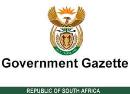 Government Gazette
REPUBLIC OF SOUTH AFRICA